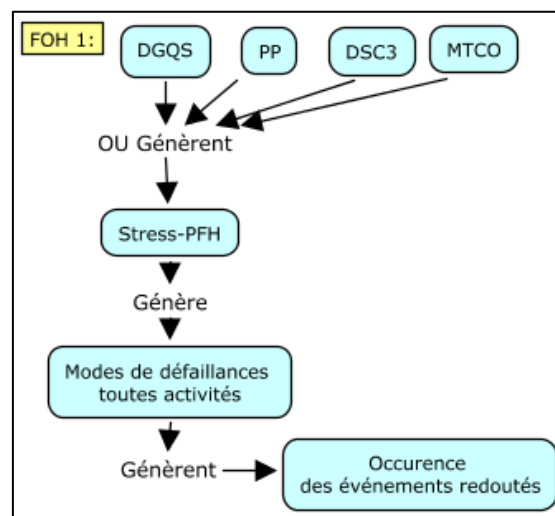 FOH 1:
DGQS
PP
DSC3
MTCO
OU Génèrent
Stress-PFH
Génère
Modes de défaillances
toutes activités
Génèrent
Occurence
des événements redoutés